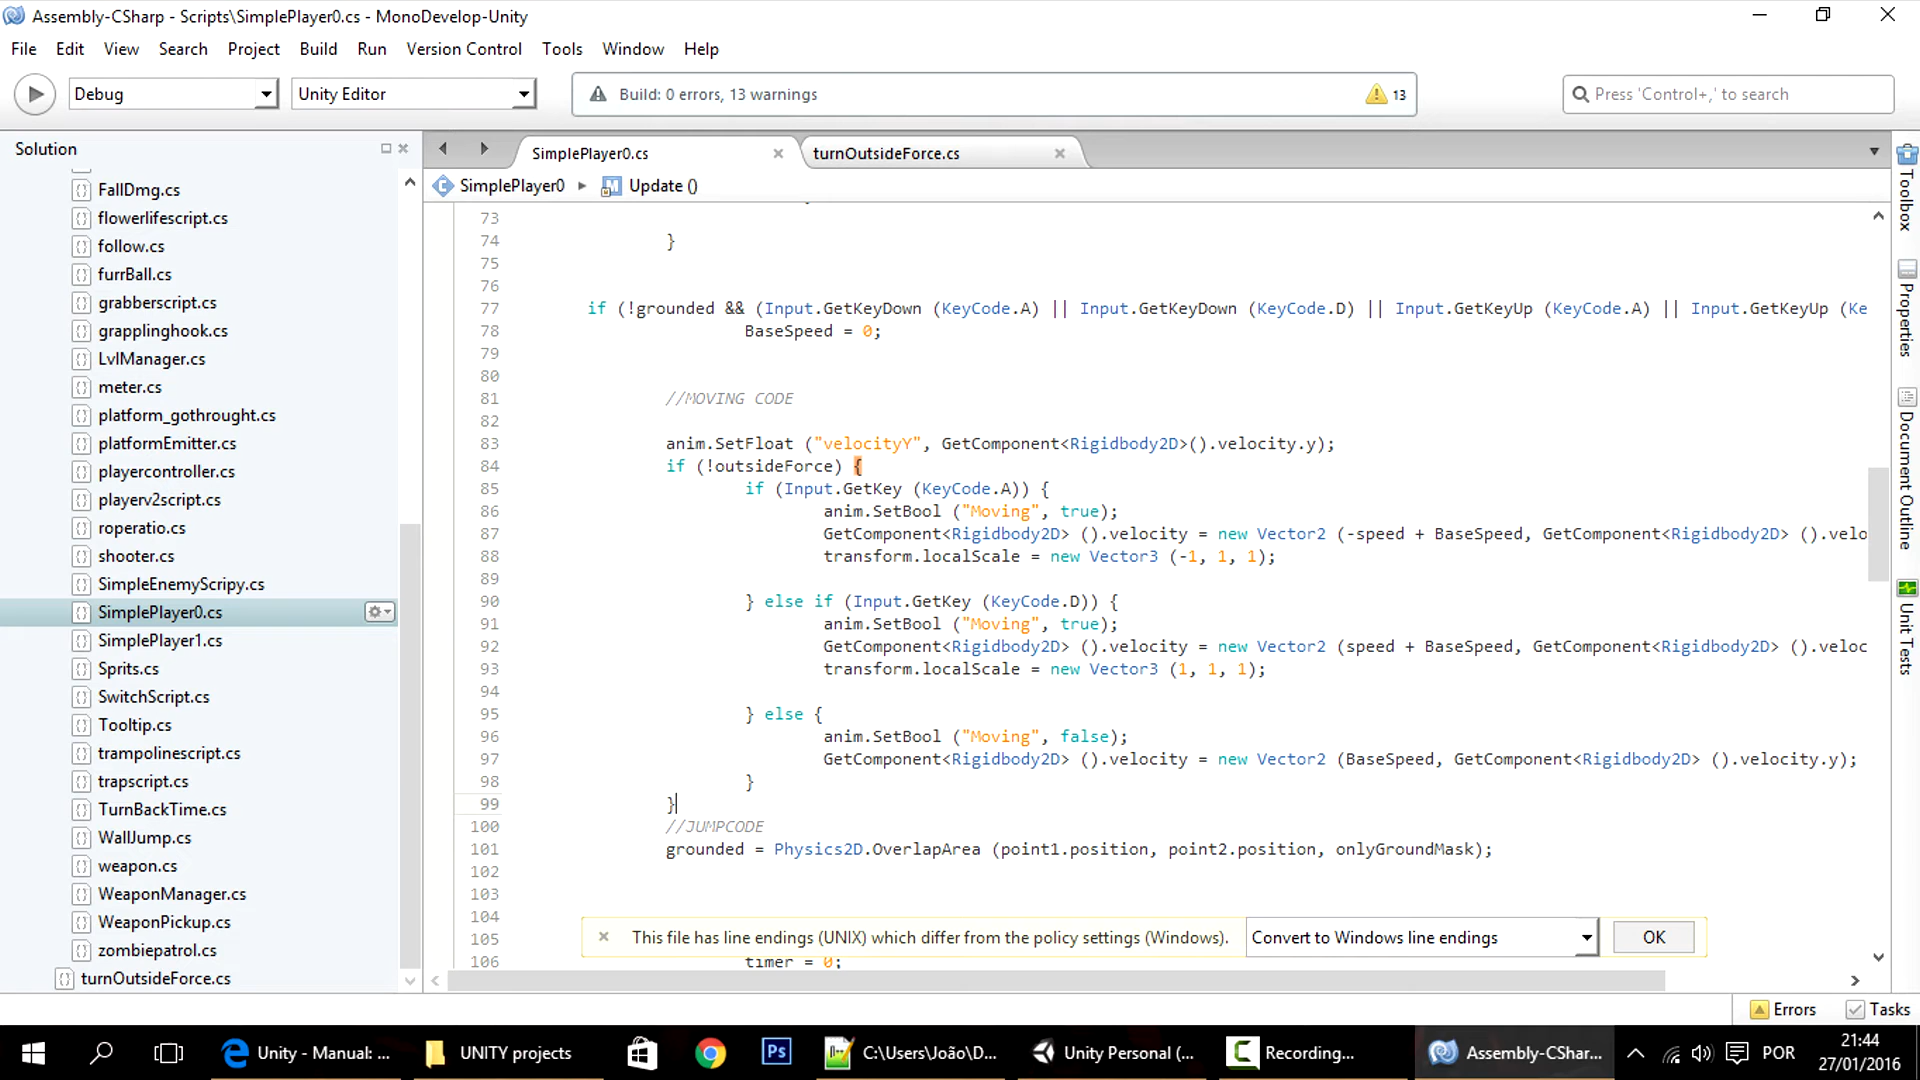 Assembly-CSharp - Scripts\SimplePlayer0.cs - MonoDevelop-Unity
File Edit View Search Project Build Run Version Control Tools Window Help
Debug Unity Editor Build: 0 errors, 13 warnings 13 Press 'Control+,' to search
Solution
FallDmg.cs
flowerlifescript.cs
follow.cs
furrBall.cs
grabberscript.cs
grapplinghook.cs
LvlManager.cs
meter.cs
platform_gothrought.cs
platformEmitter.cs
playercontroller.cs
playerv2script.cs
roperatio.cs
shooter.cs
SimpleEnemyScripy.cs
SimplePlayer0.cs
SimplePlayer1.cs
Sprits.cs
SwitchScript.cs
Tooltip.cs
trampolinescript.cs
trapscript.cs
TurnBackTime.cs
WallJump.cs
weapon.cs
WeaponManager.cs
WeaponPickup.cs
zombiepatrol.cs
turnOutsideForce.cs
SimplePlayer0.cs turnOutsideForce.cs
SimplePlayer0 Update ()
73
74 }
75
76
77 if (!grounded && (Input.GetKeyDown (KeyCode.A) || Input.GetKeyDown (KeyCode.D) || Input.GetKeyUp (KeyCode.A) || Input.GetKeyUp (Ke
78 BaseSpeed = 0;
79
80
81 //MOVING CODE
82
83 anim.SetFloat ("velocityY", GetComponent<Rigidbody2D>().velocity.y);
84 if (!outsideForce) {
85 if (Input.GetKey (KeyCode.A)) {
86 anim.SetBool ("Moving", true);
87 GetComponent<Rigidbody2D> ().velocity = new Vector2 (-speed + BaseSpeed, GetComponent<Rigidbody2D> ().velo
88 transform.localScale = new Vector3 (-1, 1, 1);
89
90 } else if (Input.GetKey (KeyCode.D)) {
91 anim.SetBool ("Moving", true);
92 GetComponent<Rigidbody2D> ().velocity = new Vector2 (speed + BaseSpeed, GetComponent<Rigidbody2D> ().veloc
93 transform.localScale = new Vector3 (1, 1, 1);
94
95 } else {
96 anim.SetBool ("Moving", false);
97 GetComponent<Rigidbody2D> ().velocity = new Vector2 (BaseSpeed, GetComponent<Rigidbody2D> ().velocity.y);
98 }
99 }
100 //JUMPCODE
101 grounded = Physics2D.OverlapArea (point1.position, point2.position, onlyGroundMask);
102
103
104
105
106 timer = 0;
This file has line endings (UNIX) which differ from the policy settings (Windows). Convert to Windows line endings OK
Toolbox
Properties
Document Outline
Unit Tests
Errors Tasks
Unity - Manual: ... UNITY projects Ps C:\Users\João\D... Unity Personal (... Recording... Assembly-CShar... POR
21:44
27/01/2016